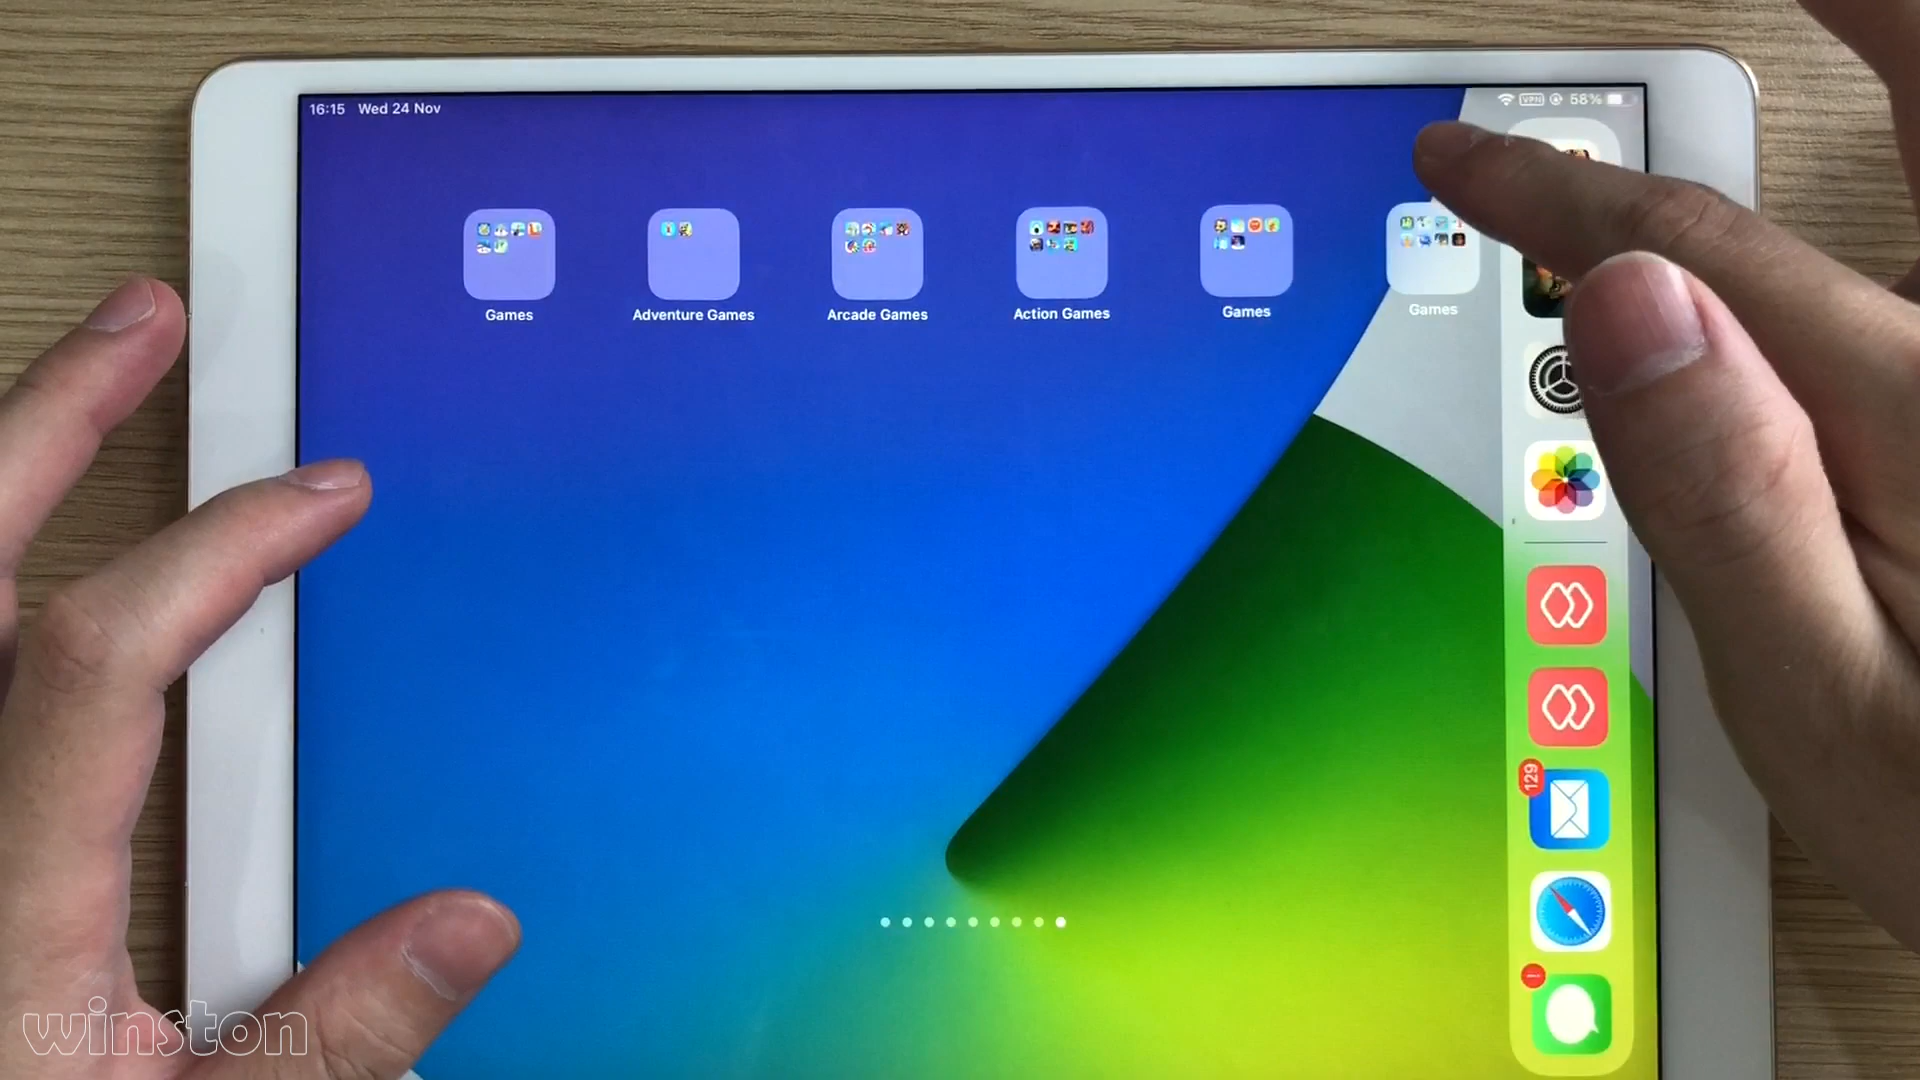 16:15 Wed 24 Nov
VPN 58%
Games
Adventure Games
Arcade Games
Action Games
Games
Games
129
winston